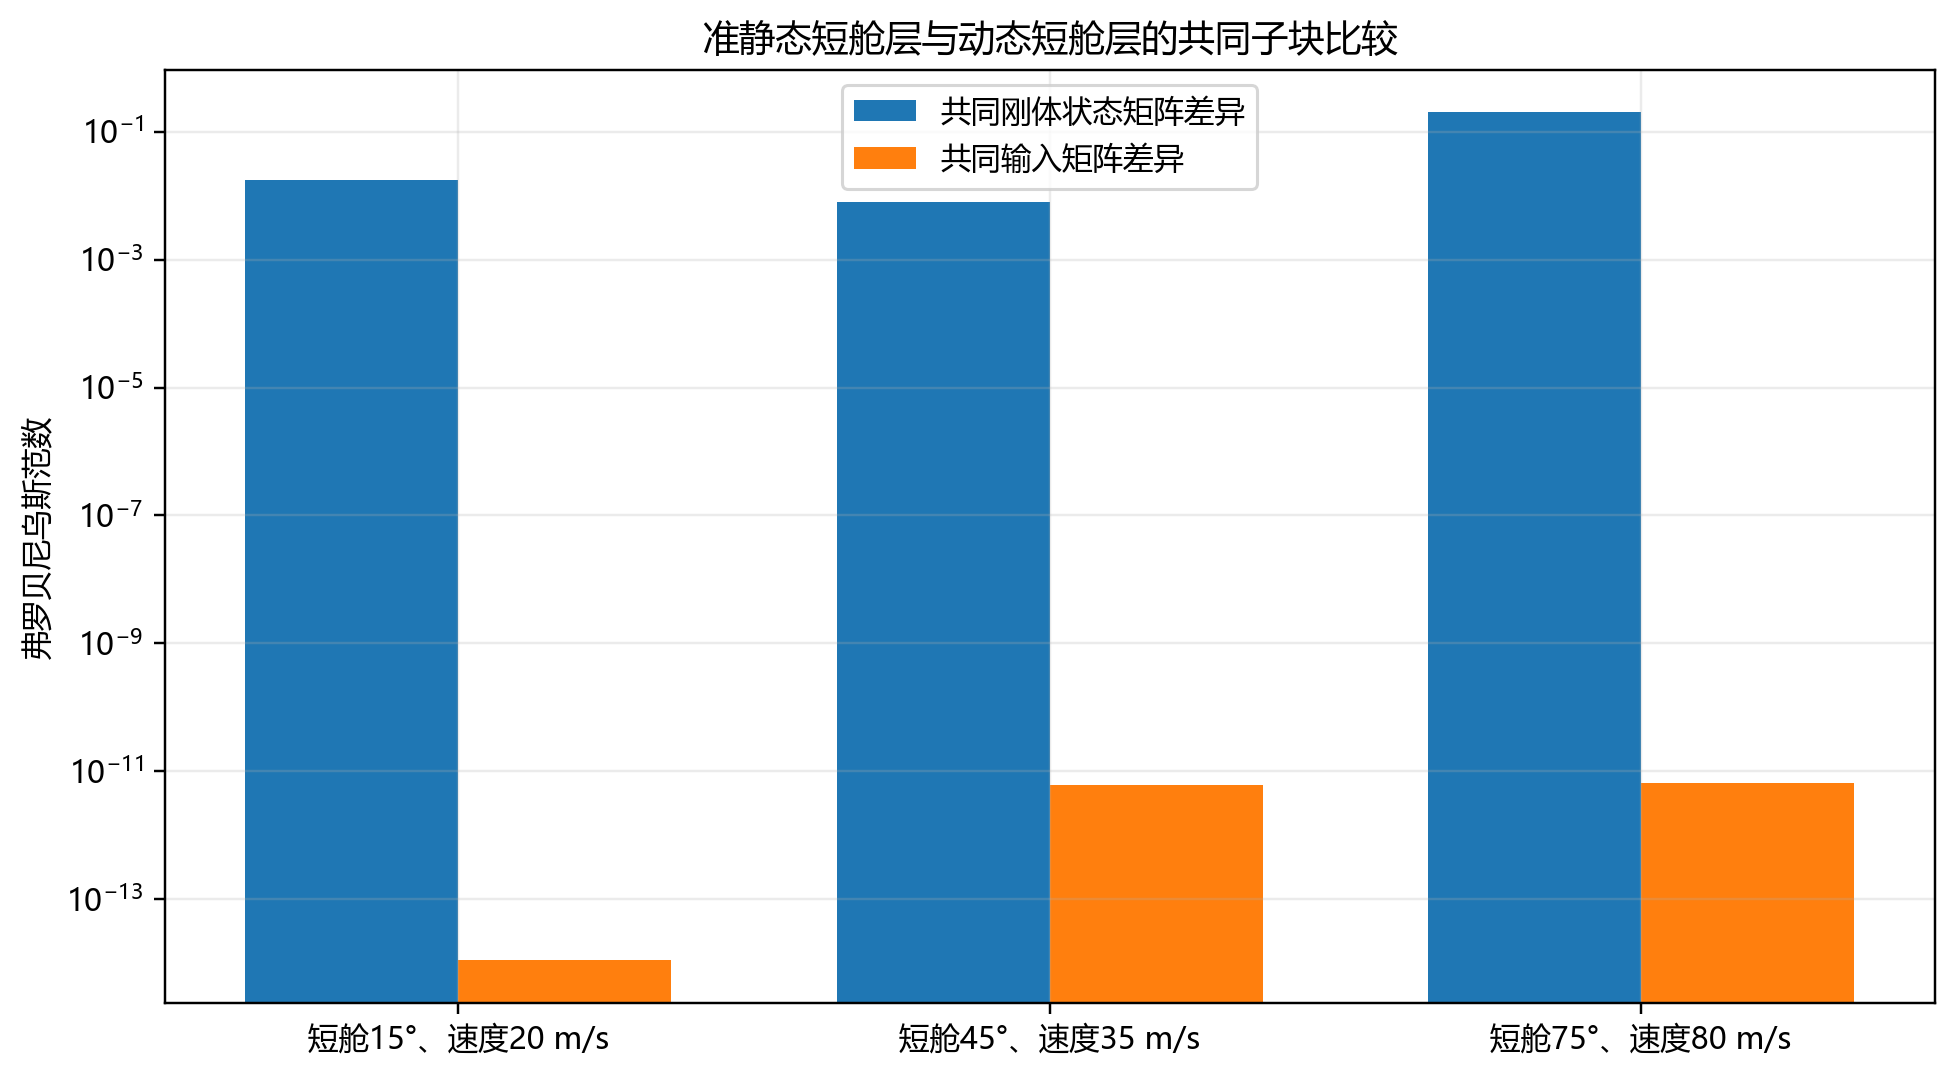 准静态短舱层与动态短舱层的共同子块比较
共同刚体状态矩阵差异
共同输入矩阵差异
弗罗贝尼乌斯范数
10⁻¹
10⁻³
10⁻⁵
10⁻⁷
10⁻⁹
10⁻¹¹
10⁻¹³
短舱15°、速度20 m/s
短舱45°、速度35 m/s
短舱75°、速度80 m/s